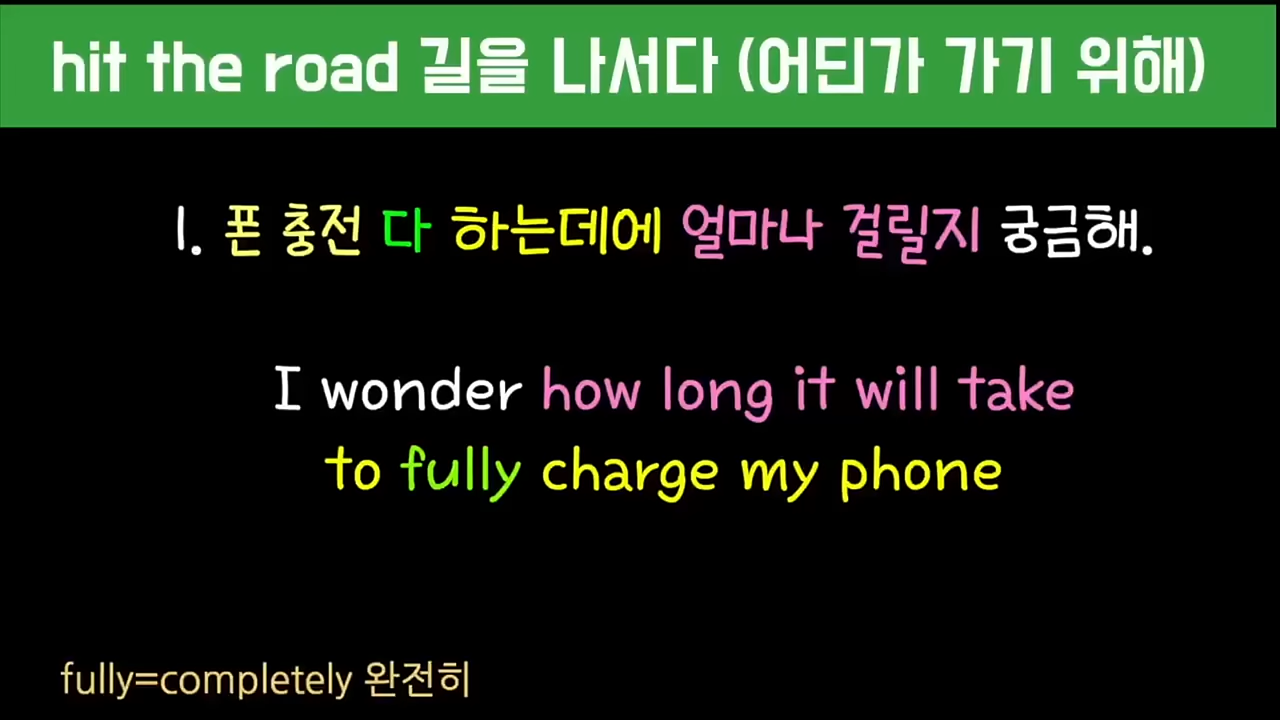 hit the road 길을 나서다 (어딘가 가기 위해)
1. 폰 충전 다 하는데에 얼마나 걸릴지 궁금해.
I wonder how long it will take
to fully charge my phone
fully=completely 완전히